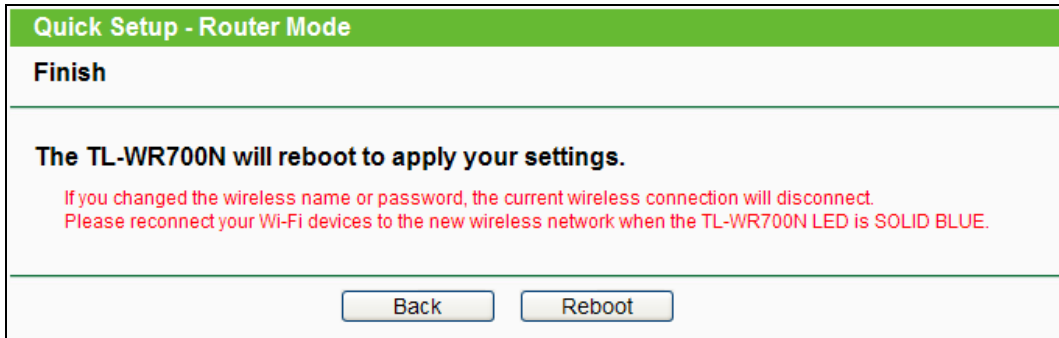 Quick Setup - Router Mode
Finish
The TL-WR700N will reboot to apply your settings.
If you changed the wireless name or password, the current wireless connection will disconnect.
Please reconnect your Wi-Fi devices to the new wireless network when the TL-WR700N LED is SOLID BLUE.
Back Reboot